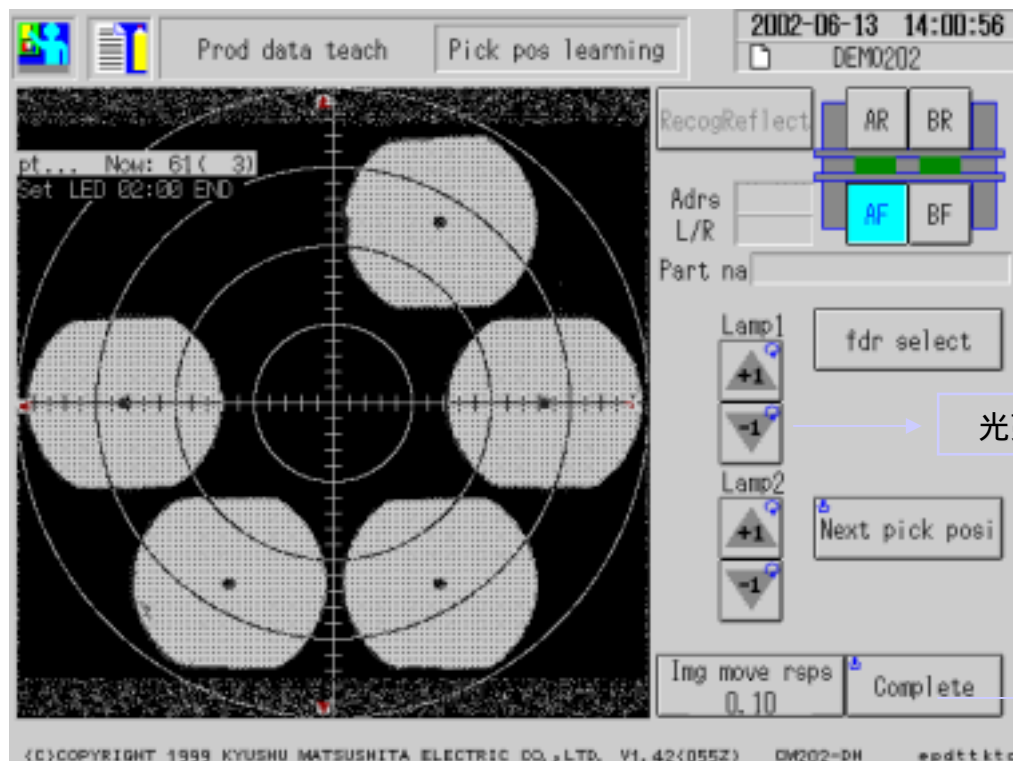 2002-06-13 14:00:56
Prod data teach
Pick pos learning
DEM0202
RecogReflect
AR
BR
pt... Now: 61( 3)
Set LED 02:00 END
Adrs
L/R
AF
BF
Part na
Lamp1
fdr select
+1
-1
光
Lamp2
+1
Next pick posi
-1
Img move rsps
0.10
Complete
(C)COPYRIGHT 1999 KYUSHU MATSUSHITA ELECTRIC CO.,LTD. V1.42(055Z) CM202-DH epdttktc